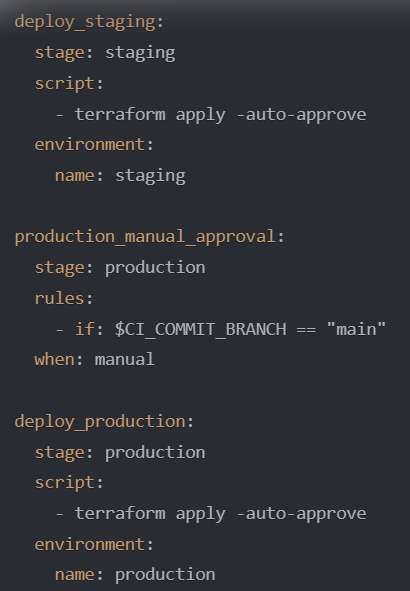 deploy_staging:
  stage: staging
  script:
    - terraform apply -auto-approve
  environment:
    name: staging

production_manual_approval:
  stage: production
  rules:
    - if: $CI_COMMIT_BRANCH == "main"
  when: manual

deploy_production:
  stage: production
  script:
    - terraform apply -auto-approve
  environment:
    name: production